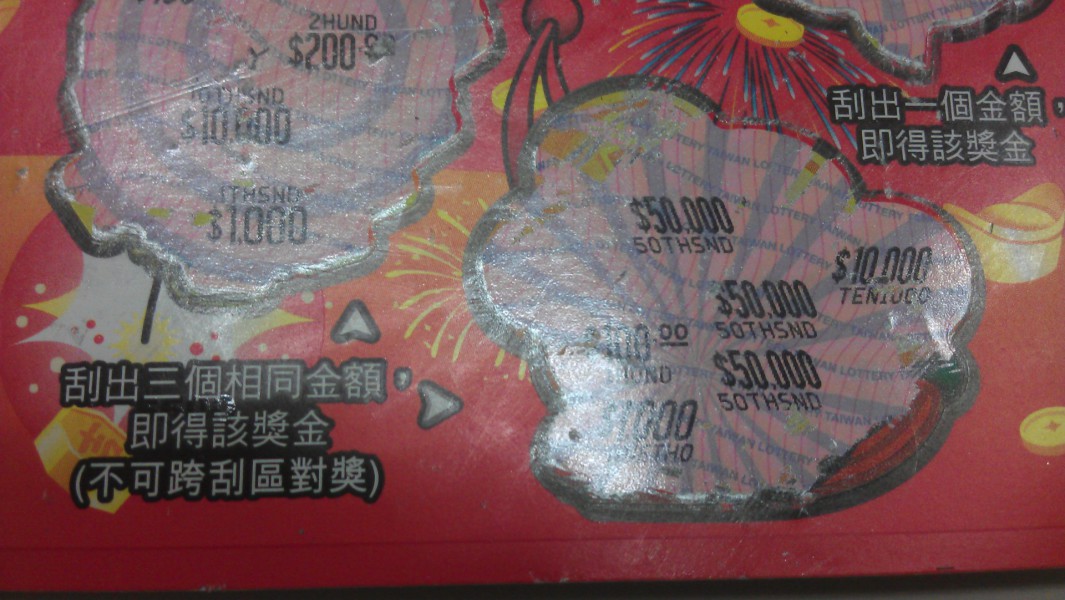 2HUND
$200
$10,000
1THSND
$1,000
刮出一個金額,
即得該獎金
$50,000
50THSND
$10,000
$50,000
50THSND
$50,000
50THSND
刮出三個相同金額,
即得該獎金
(不可跨刮區對獎)